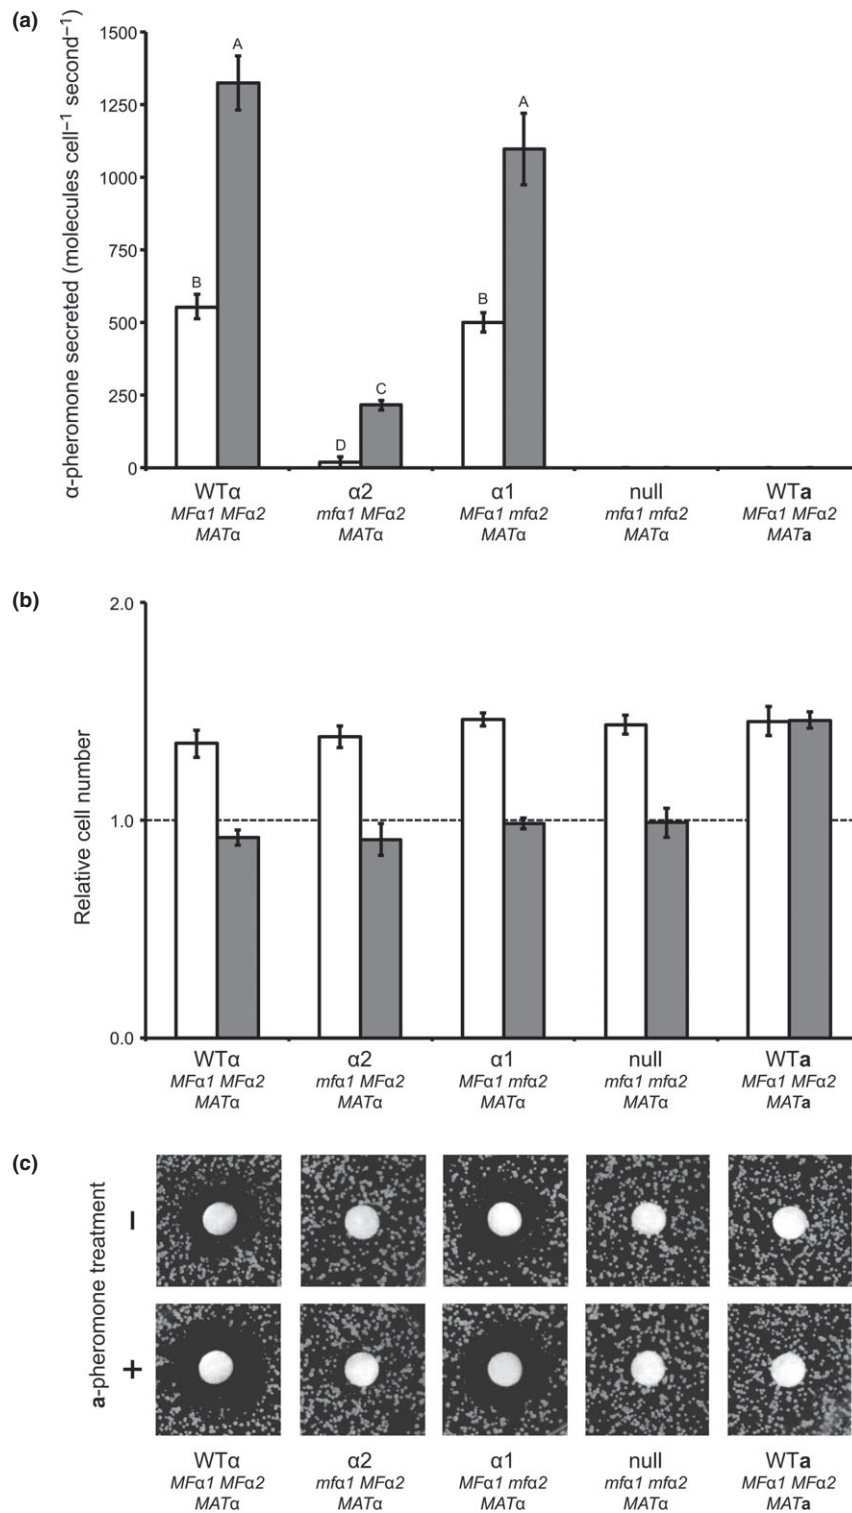 (a)
α-pheromone secreted (molecules cell⁻¹ second⁻¹)
1500
1250
1000
750
500
250
0
B
A
D
C
B
A
WTα α2 α1 null WTa
MFα1 MFα2 mfα1 MFα2 MFα1 mfα2 mfα1 mfα2 MFα1 MFα2
MATα MATα MATα MATα MATa
(b)
Relative cell number
2.0
1.0
0.0
WTα α2 α1 null WTa
MFα1 MFα2 mfα1 MFα2 MFα1 mfα2 mfα1 mfα2 MFα1 MFα2
MATα MATα MATα MATα MATa
(c)
a-pheromone treatment
–
+
WTα α2 α1 null WTa
MFα1 MFα2 mfα1 MFα2 MFα1 mfα2 mfα1 mfα2 MFα1 MFα2
MATα MATα MATα MATα MATa